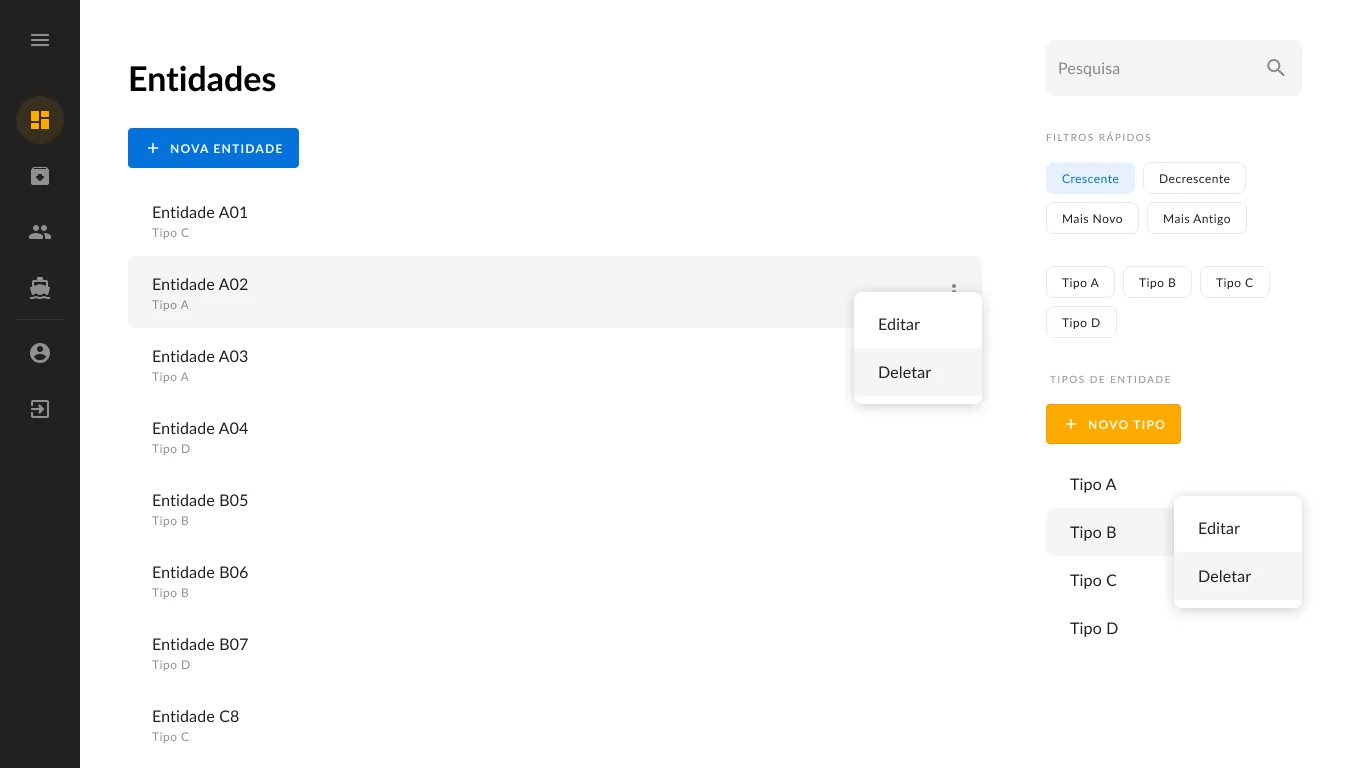 Entidades
+ NOVA ENTIDADE
Entidade A01
Tipo C
Entidade A02
Tipo A
Editar
Deletar
Entidade A03
Tipo A
Entidade A04
Tipo D
Entidade B05
Tipo B
Entidade B06
Tipo B
Entidade B07
Tipo D
Entidade C8
Tipo C
Pesquisa
FILTROS RÁPIDOS
Crescente Decrescente
Mais Novo Mais Antigo
Tipo A Tipo B Tipo C
Tipo D
TIPOS DE ENTIDADE
+ NOVO TIPO
Tipo A
Tipo B
Editar
Deletar
Tipo C
Tipo D